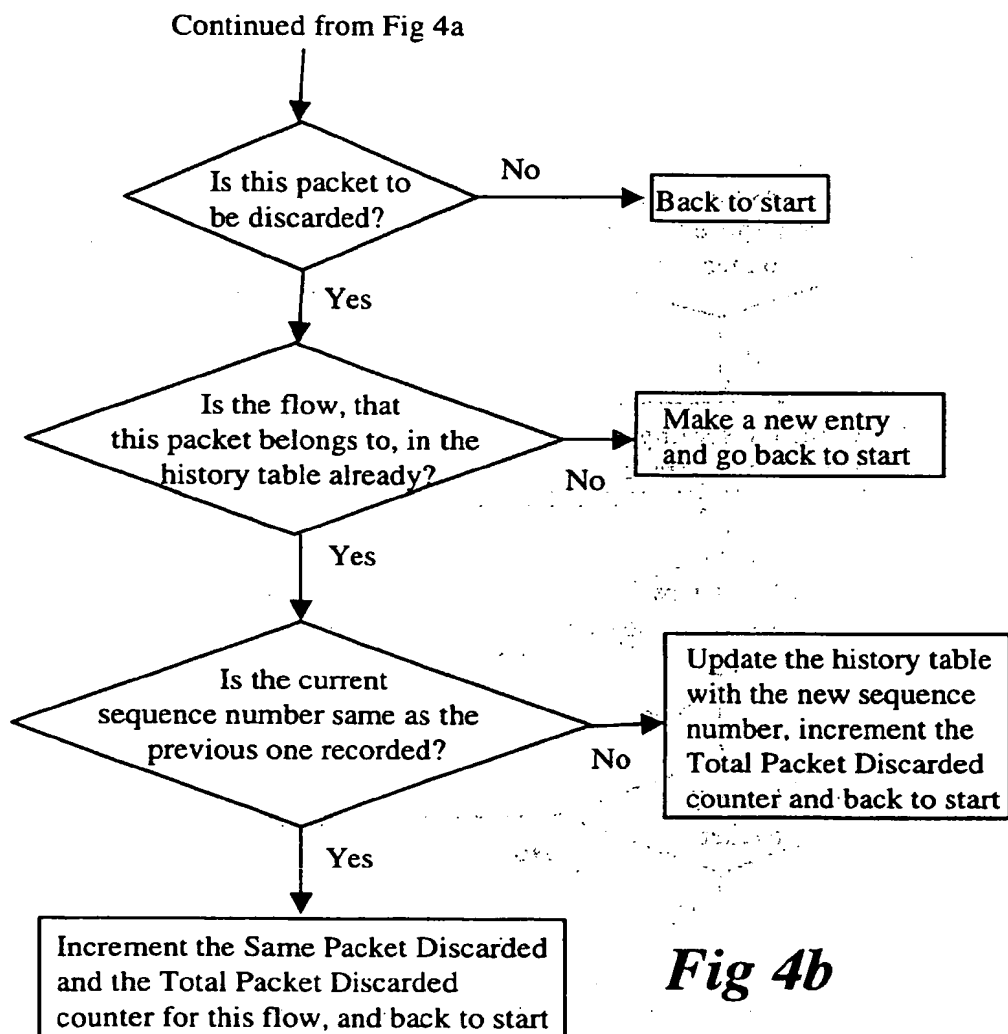 Continued from Fig 4a
Is this packet to
be discarded?
No
Back to start
Yes
Is the flow, that
this packet belongs to, in the
history table already?
No
Make a new entry
and go back to start
Yes
Is the current
sequence number same as the
previous one recorded?
No
Update the history table
with the new sequence
number, increment the
Total Packet Discarded
counter and back to start
Yes
Increment the Same Packet Discarded
and the Total Packet Discarded
counter for this flow, and back to start
Fig 4b